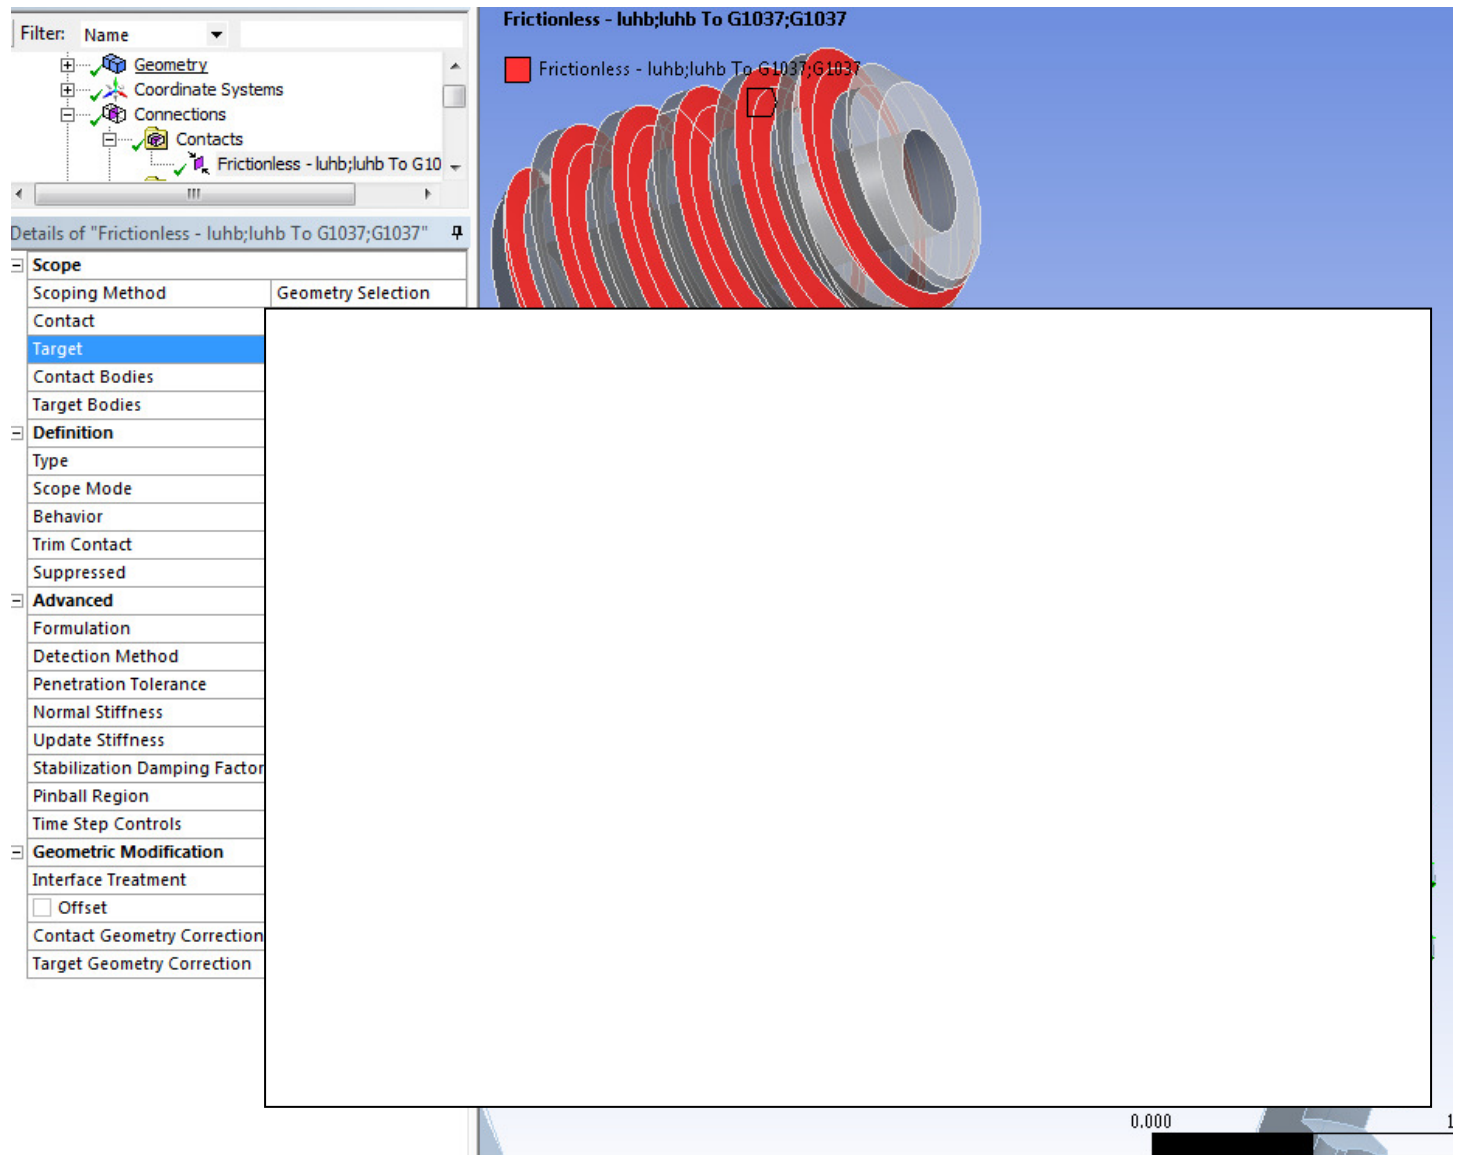 Filter: Name
Geometry
Coordinate Systems
Connections
Contacts
Frictionless - luhb;luhb To G10
Details of "Frictionless - luhb;luhb To G1037;G1037"
Scope
Scoping Method Geometry Selection
Contact
Target
Contact Bodies
Target Bodies
Definition
Type
Scope Mode
Behavior
Trim Contact
Suppressed
Advanced
Formulation
Detection Method
Penetration Tolerance
Normal Stiffness
Update Stiffness
Stabilization Damping Factor
Pinball Region
Time Step Controls
Geometric Modification
Interface Treatment
Offset
Contact Geometry Correction
Target Geometry Correction
Frictionless - luhb;luhb To G1037;G1037
Frictionless - luhb;luhb To G1037;G1037
0.000
1